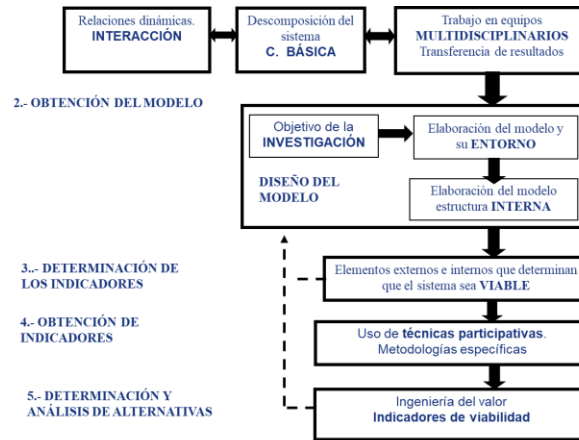 Relaciones dinámicas.
INTERACCIÓN
Descomposición del
sistema
C. BÁSICA
Trabajo en equipos
MULTIDISCIPLINARIOS
Transferencia de resultados
2.- OBTENCIÓN DEL MODELO
Objetivo de la
INVESTIGACIÓN
Elaboración del modelo y
su ENTORNO
DISEÑO DEL
MODELO
Elaboración del modelo
estructura INTERNA
3..- DETERMINACIÓN DE
LOS INDICADORES
Elementos externos e internos que determinan
que el sistema sea VIABLE
4.- OBTENCIÓN DE
INDICADORES
Uso de técnicas participativas.
Metodologías específicas
5.- DETERMINACIÓN Y
ANÁLISIS DE ALTERNATIVAS
Ingeniería del valor
Indicadores de viabilidad